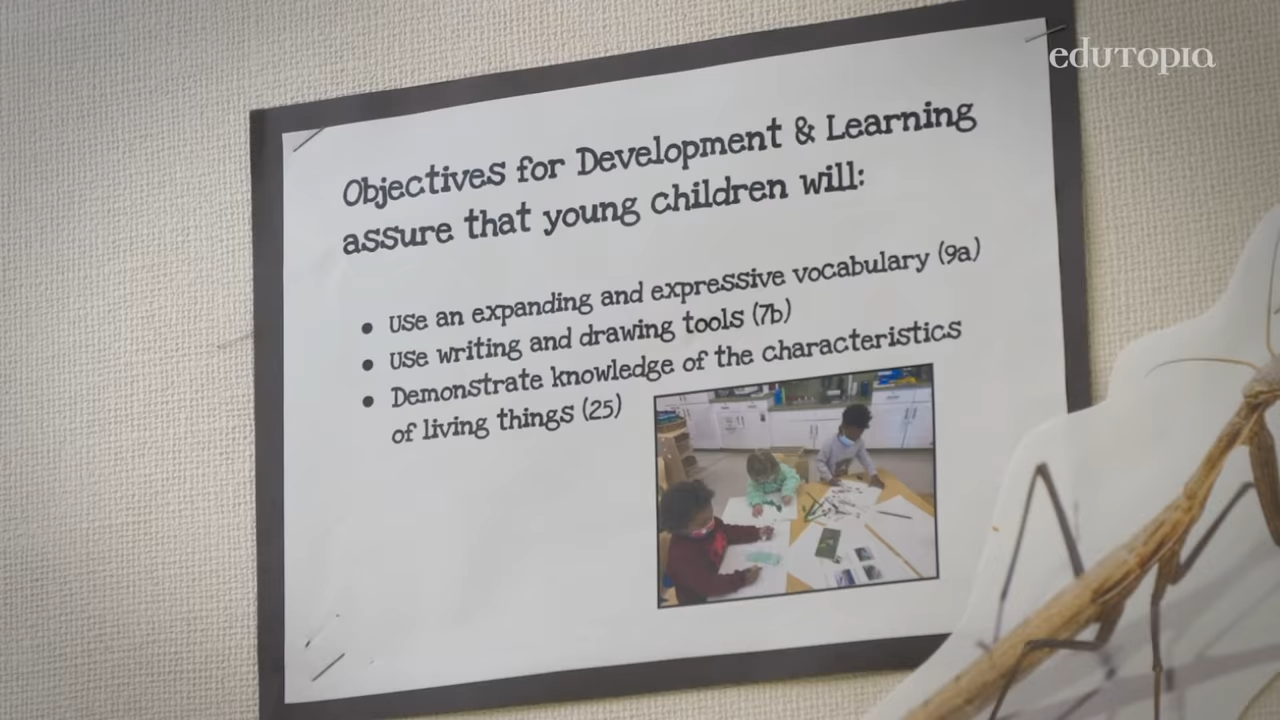 edutopia
Objectives for Development & Learning
assure that young children will:
• Use an expanding and expressive vocabulary (9a)
• Use writing and drawing tools (7b)
• Demonstrate knowledge of the characteristics
of living things (25)